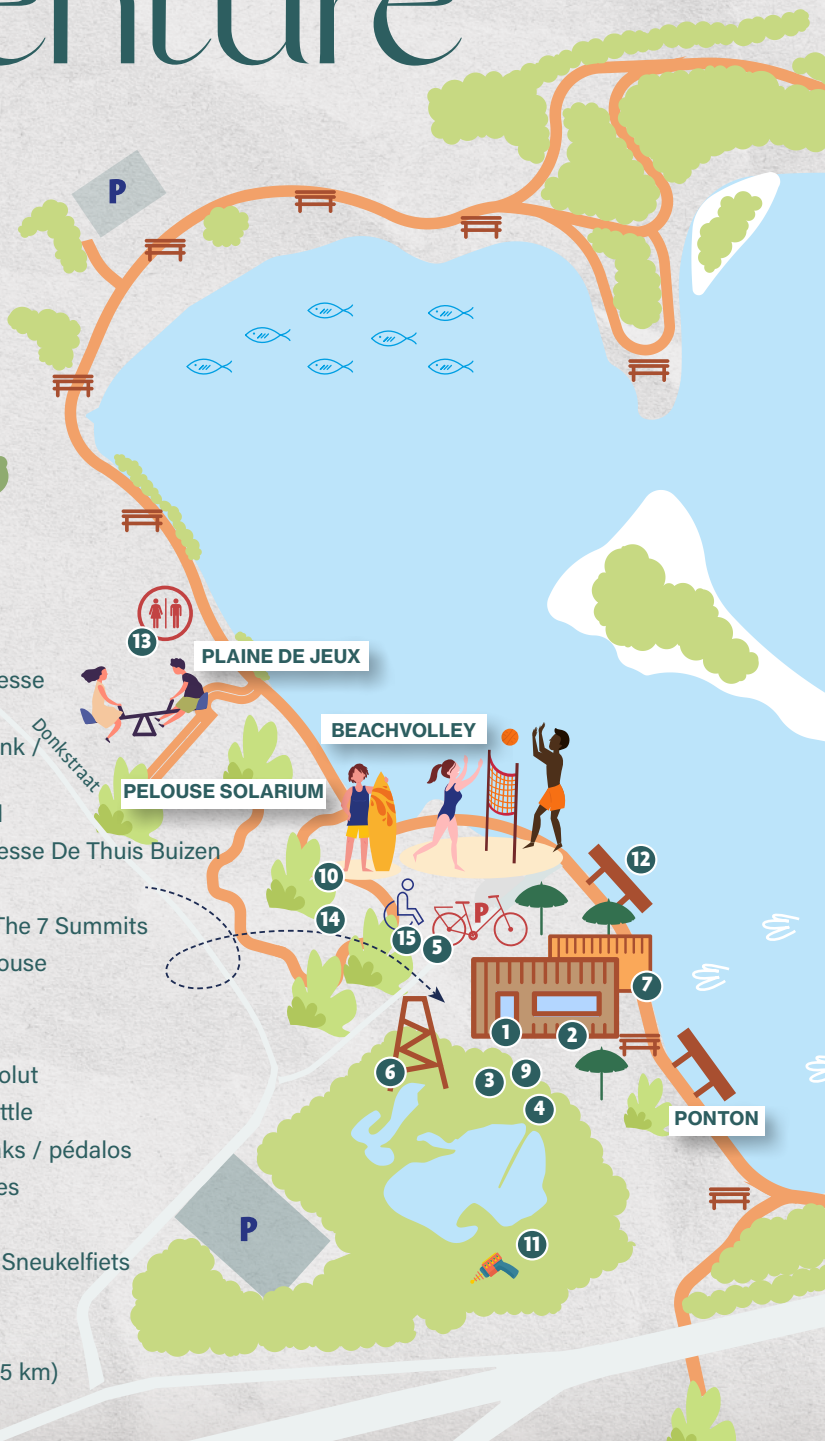 enture
P
13
PLAINE DE JEUX
esse
BEACHVOLLEY
nk /
Donkstraat
PELOUSE SOLARIUM
l
esse De Thuis Buizen
12
10
14
P
15
5
The 7 Summits
ouse
7
1
2
olut
6
3
9
ttle
4
PONTON
ks / pédalos
es
P
11
Sneukelfiets
5 km)